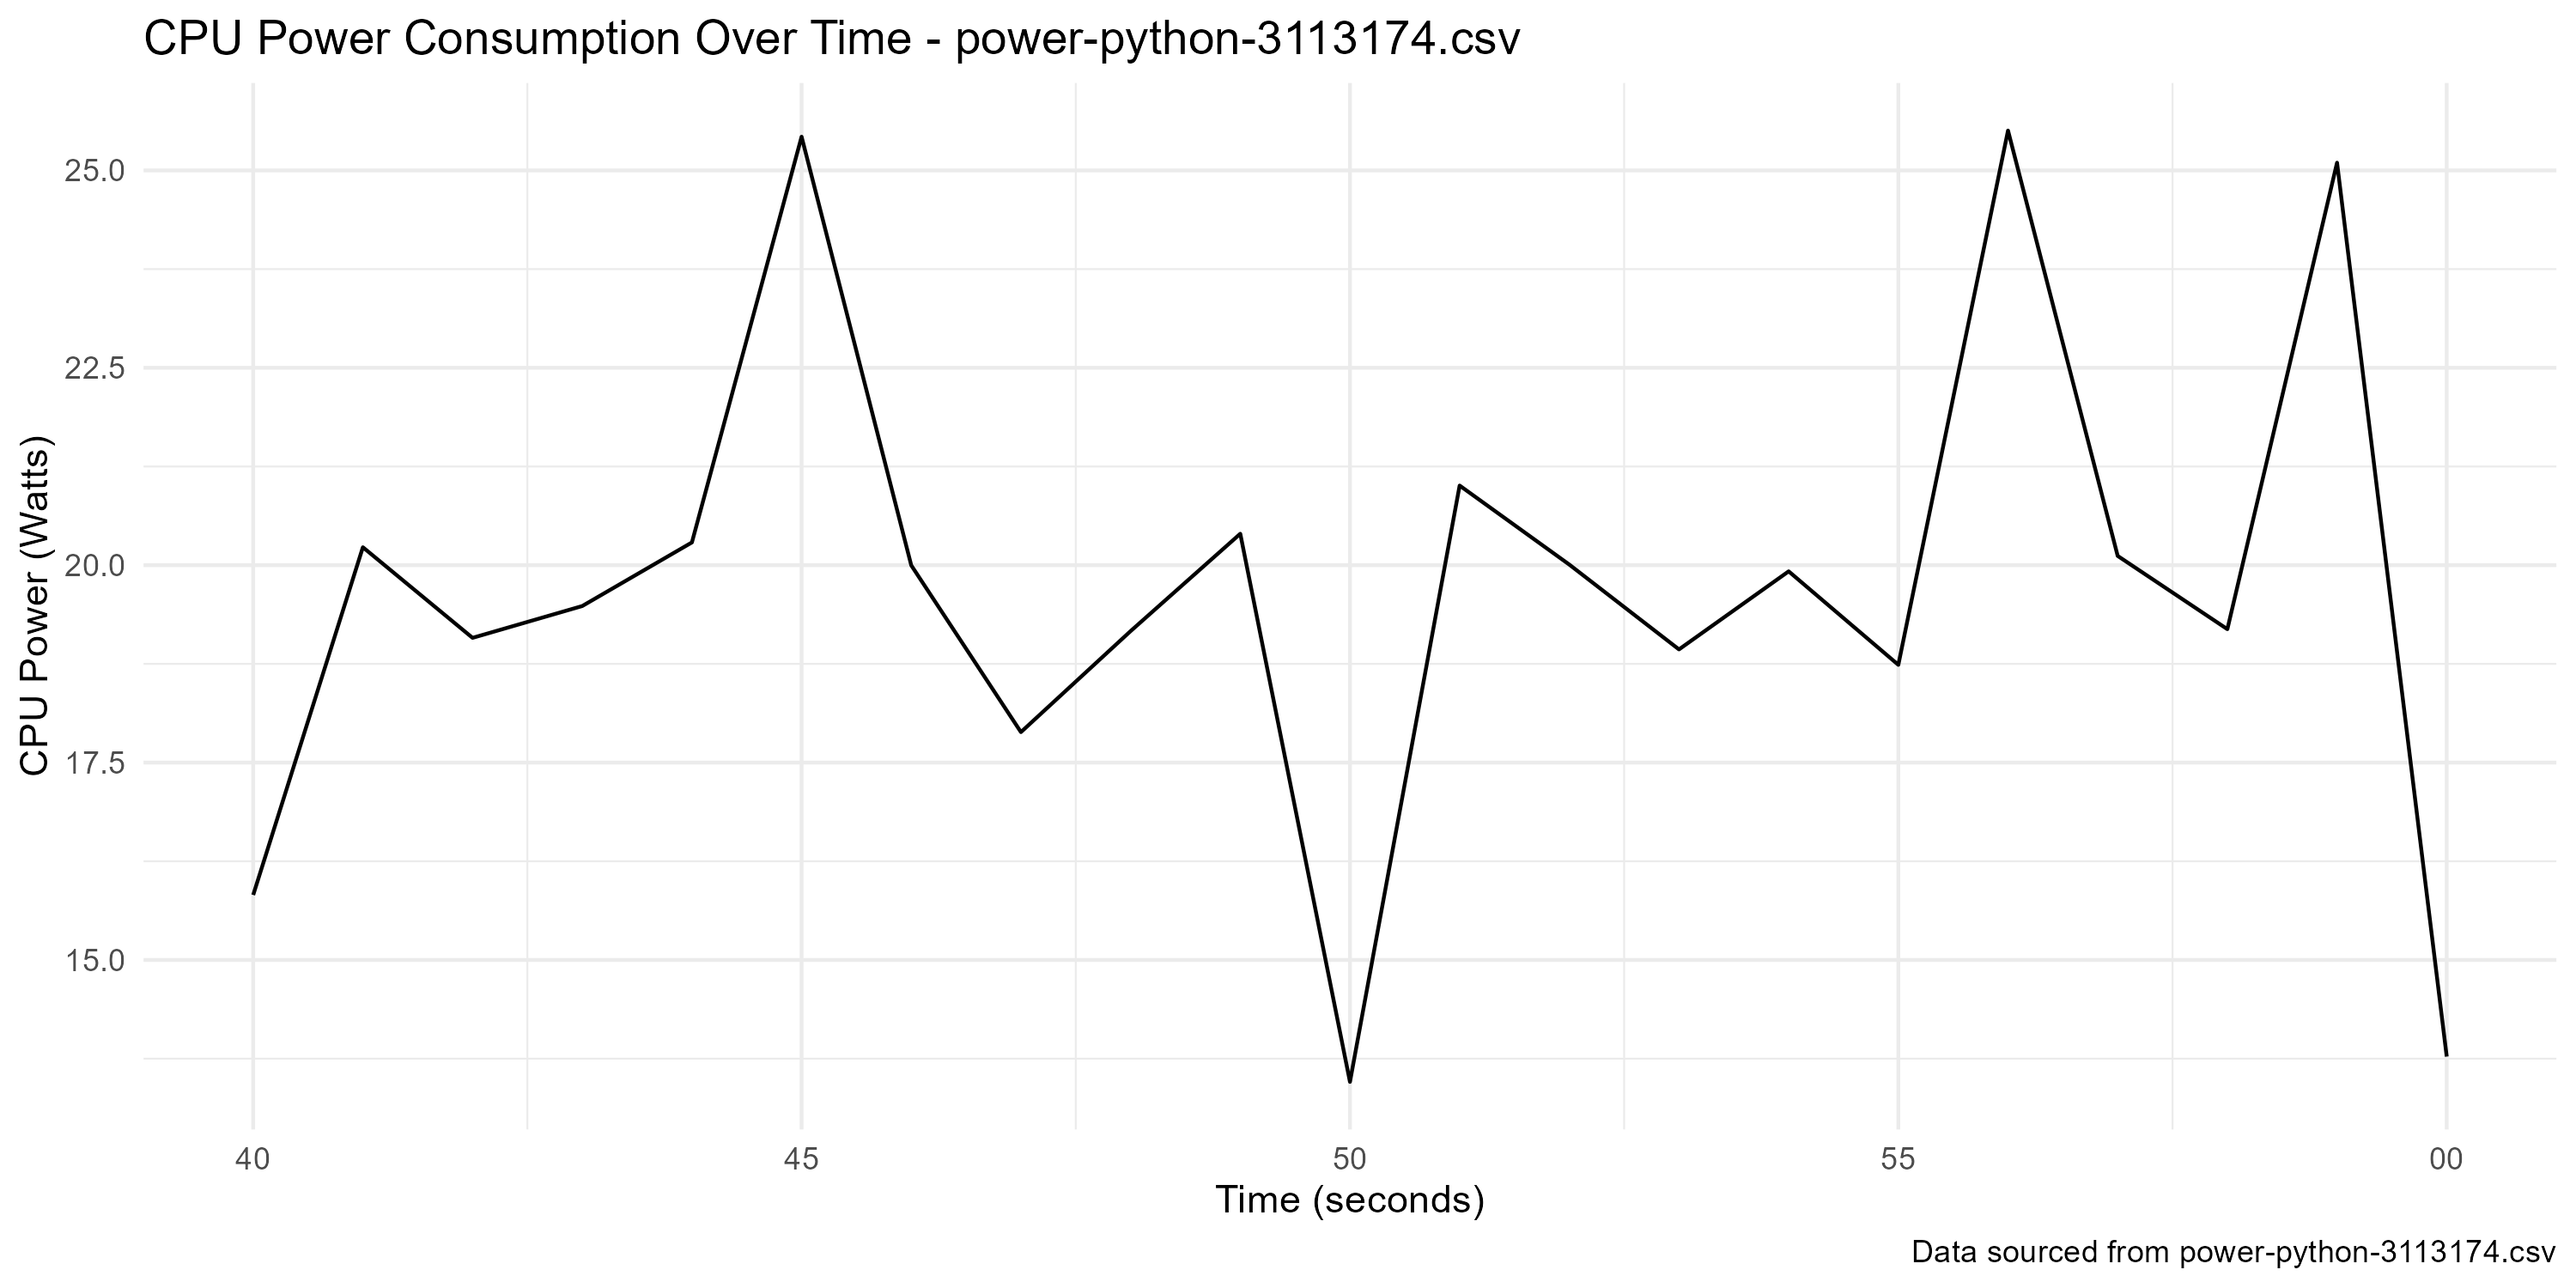 CPU Power Consumption Over Time - power-python-3113174.csv
CPU Power (Watts)
25.0
22.5
20.0
17.5
15.0
40 45 50 55 00
Time (seconds)
Data sourced from power-python-3113174.csv